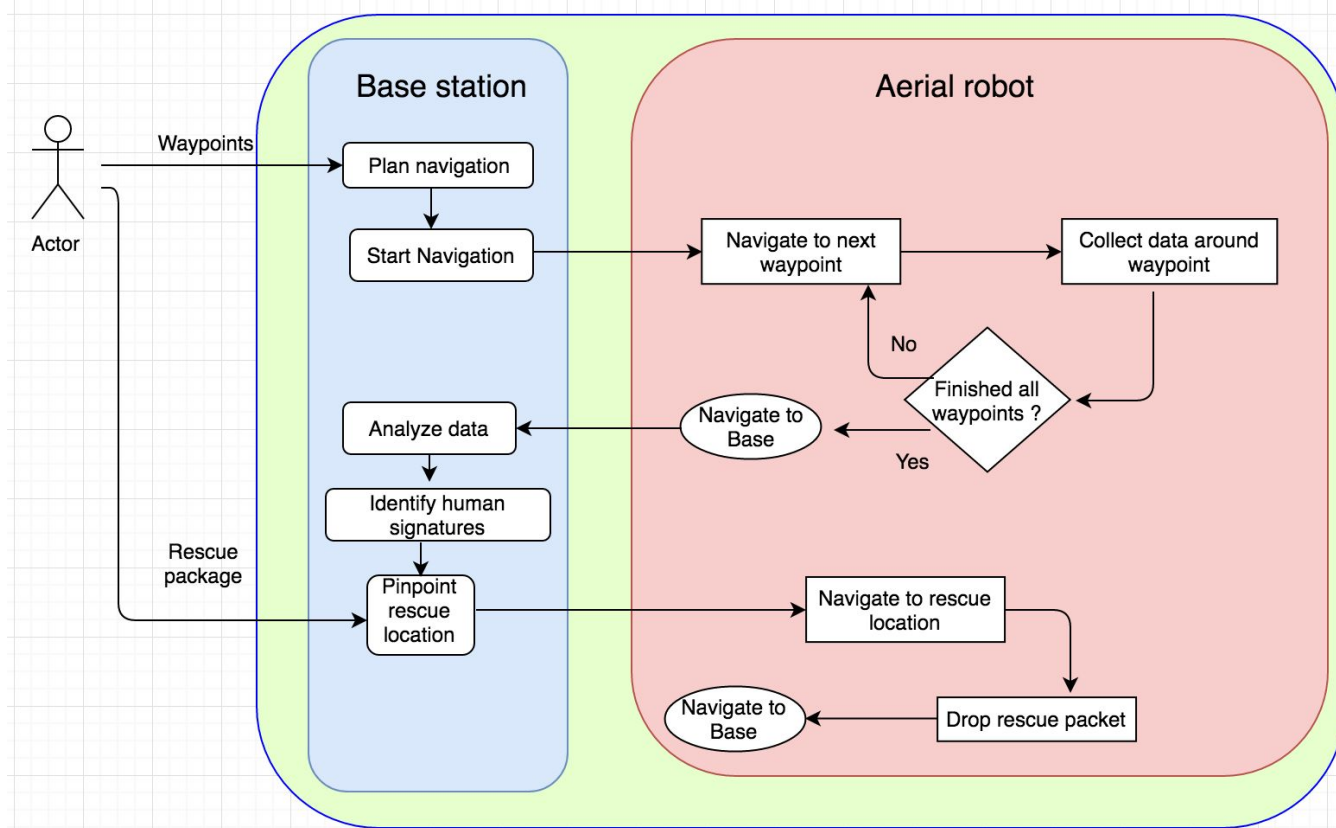 Base station
Aerial robot
Waypoints
Plan navigation
Actor
Start Navigation
Navigate to next
waypoint
Collect data around
waypoint
No
Finished all
waypoints ?
Navigate to
Base
Yes
Analyze data
Identify human
signatures
Rescue
package
Pinpoint
rescue
location
Navigate to rescue
location
Drop rescue packet
Navigate to
Base